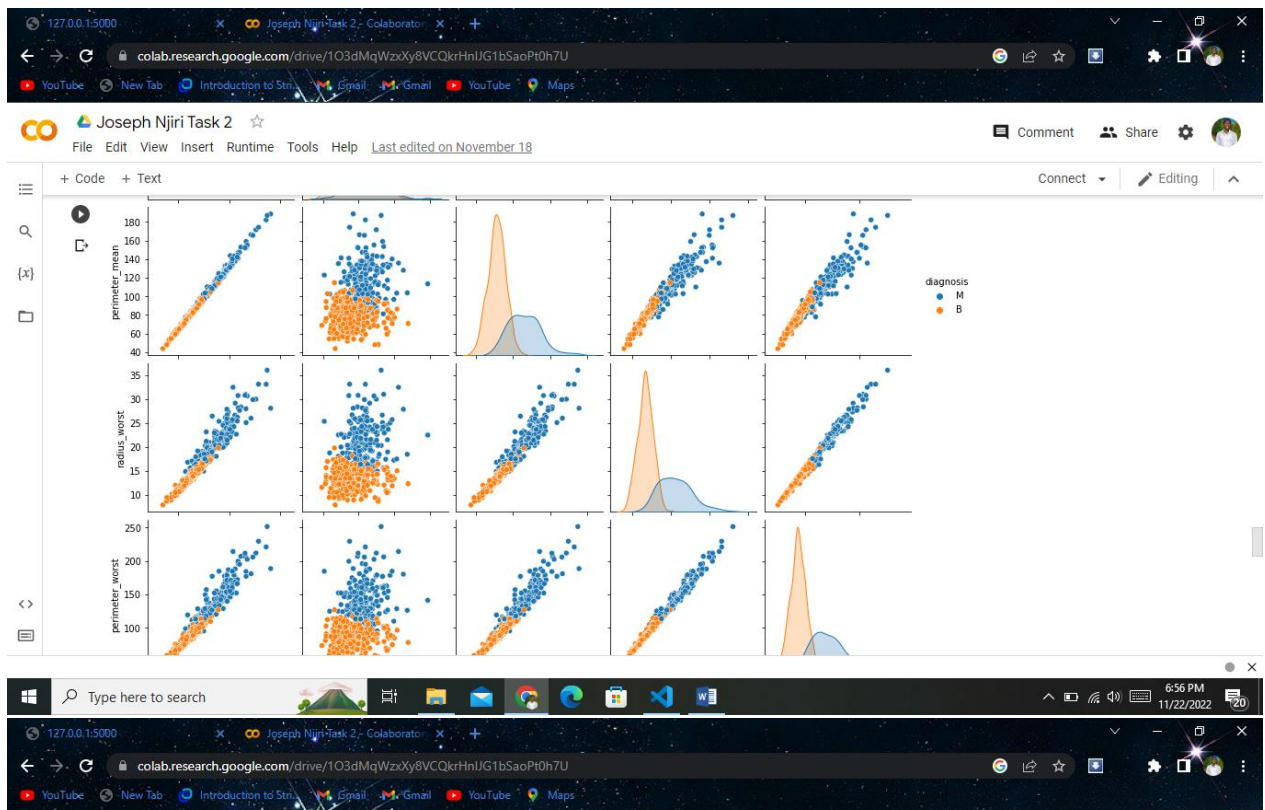 127.0.0.1:5000 Joseph Njiri Task 2 - Colaborator
colab.research.google.com/drive/1O3dMqWzxXy8VCQkrHnIJG1bSaoPt0h7U
YouTube New Tab Introduction to Stri... Gmail Gmail YouTube Maps
CO Joseph Njiri Task 2 Comment Share
File Edit View Insert Runtime Tools Help Last edited on November 18
+ Code + Text Connect Editing
{x}
perimeter_mean
180
160
140
120
100
80
60
40
diagnosis
M
B
radius_worst
35
30
25
20
15
10
perimeter_worst
250
200
150
100
Type here to search
6:56 PM
11/22/2022
20
127.0.0.1:5000 Joseph Njiri Task 2 - Colaborator
colab.research.google.com/drive/1O3dMqWzxXy8VCQkrHnIJG1bSaoPt0h7U
YouTube New Tab Introduction to Stri... Gmail Gmail YouTube Maps